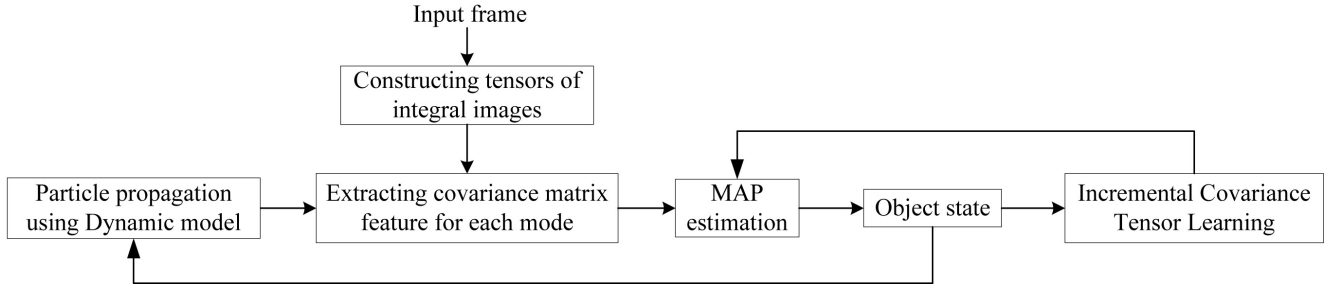 Input frame
Constructing tensors of
integral images
Particle propagation
using Dynamic model
Extracting covariance matrix
feature for each mode
MAP
estimation
Object state
Incremental Covariance
Tensor Learning